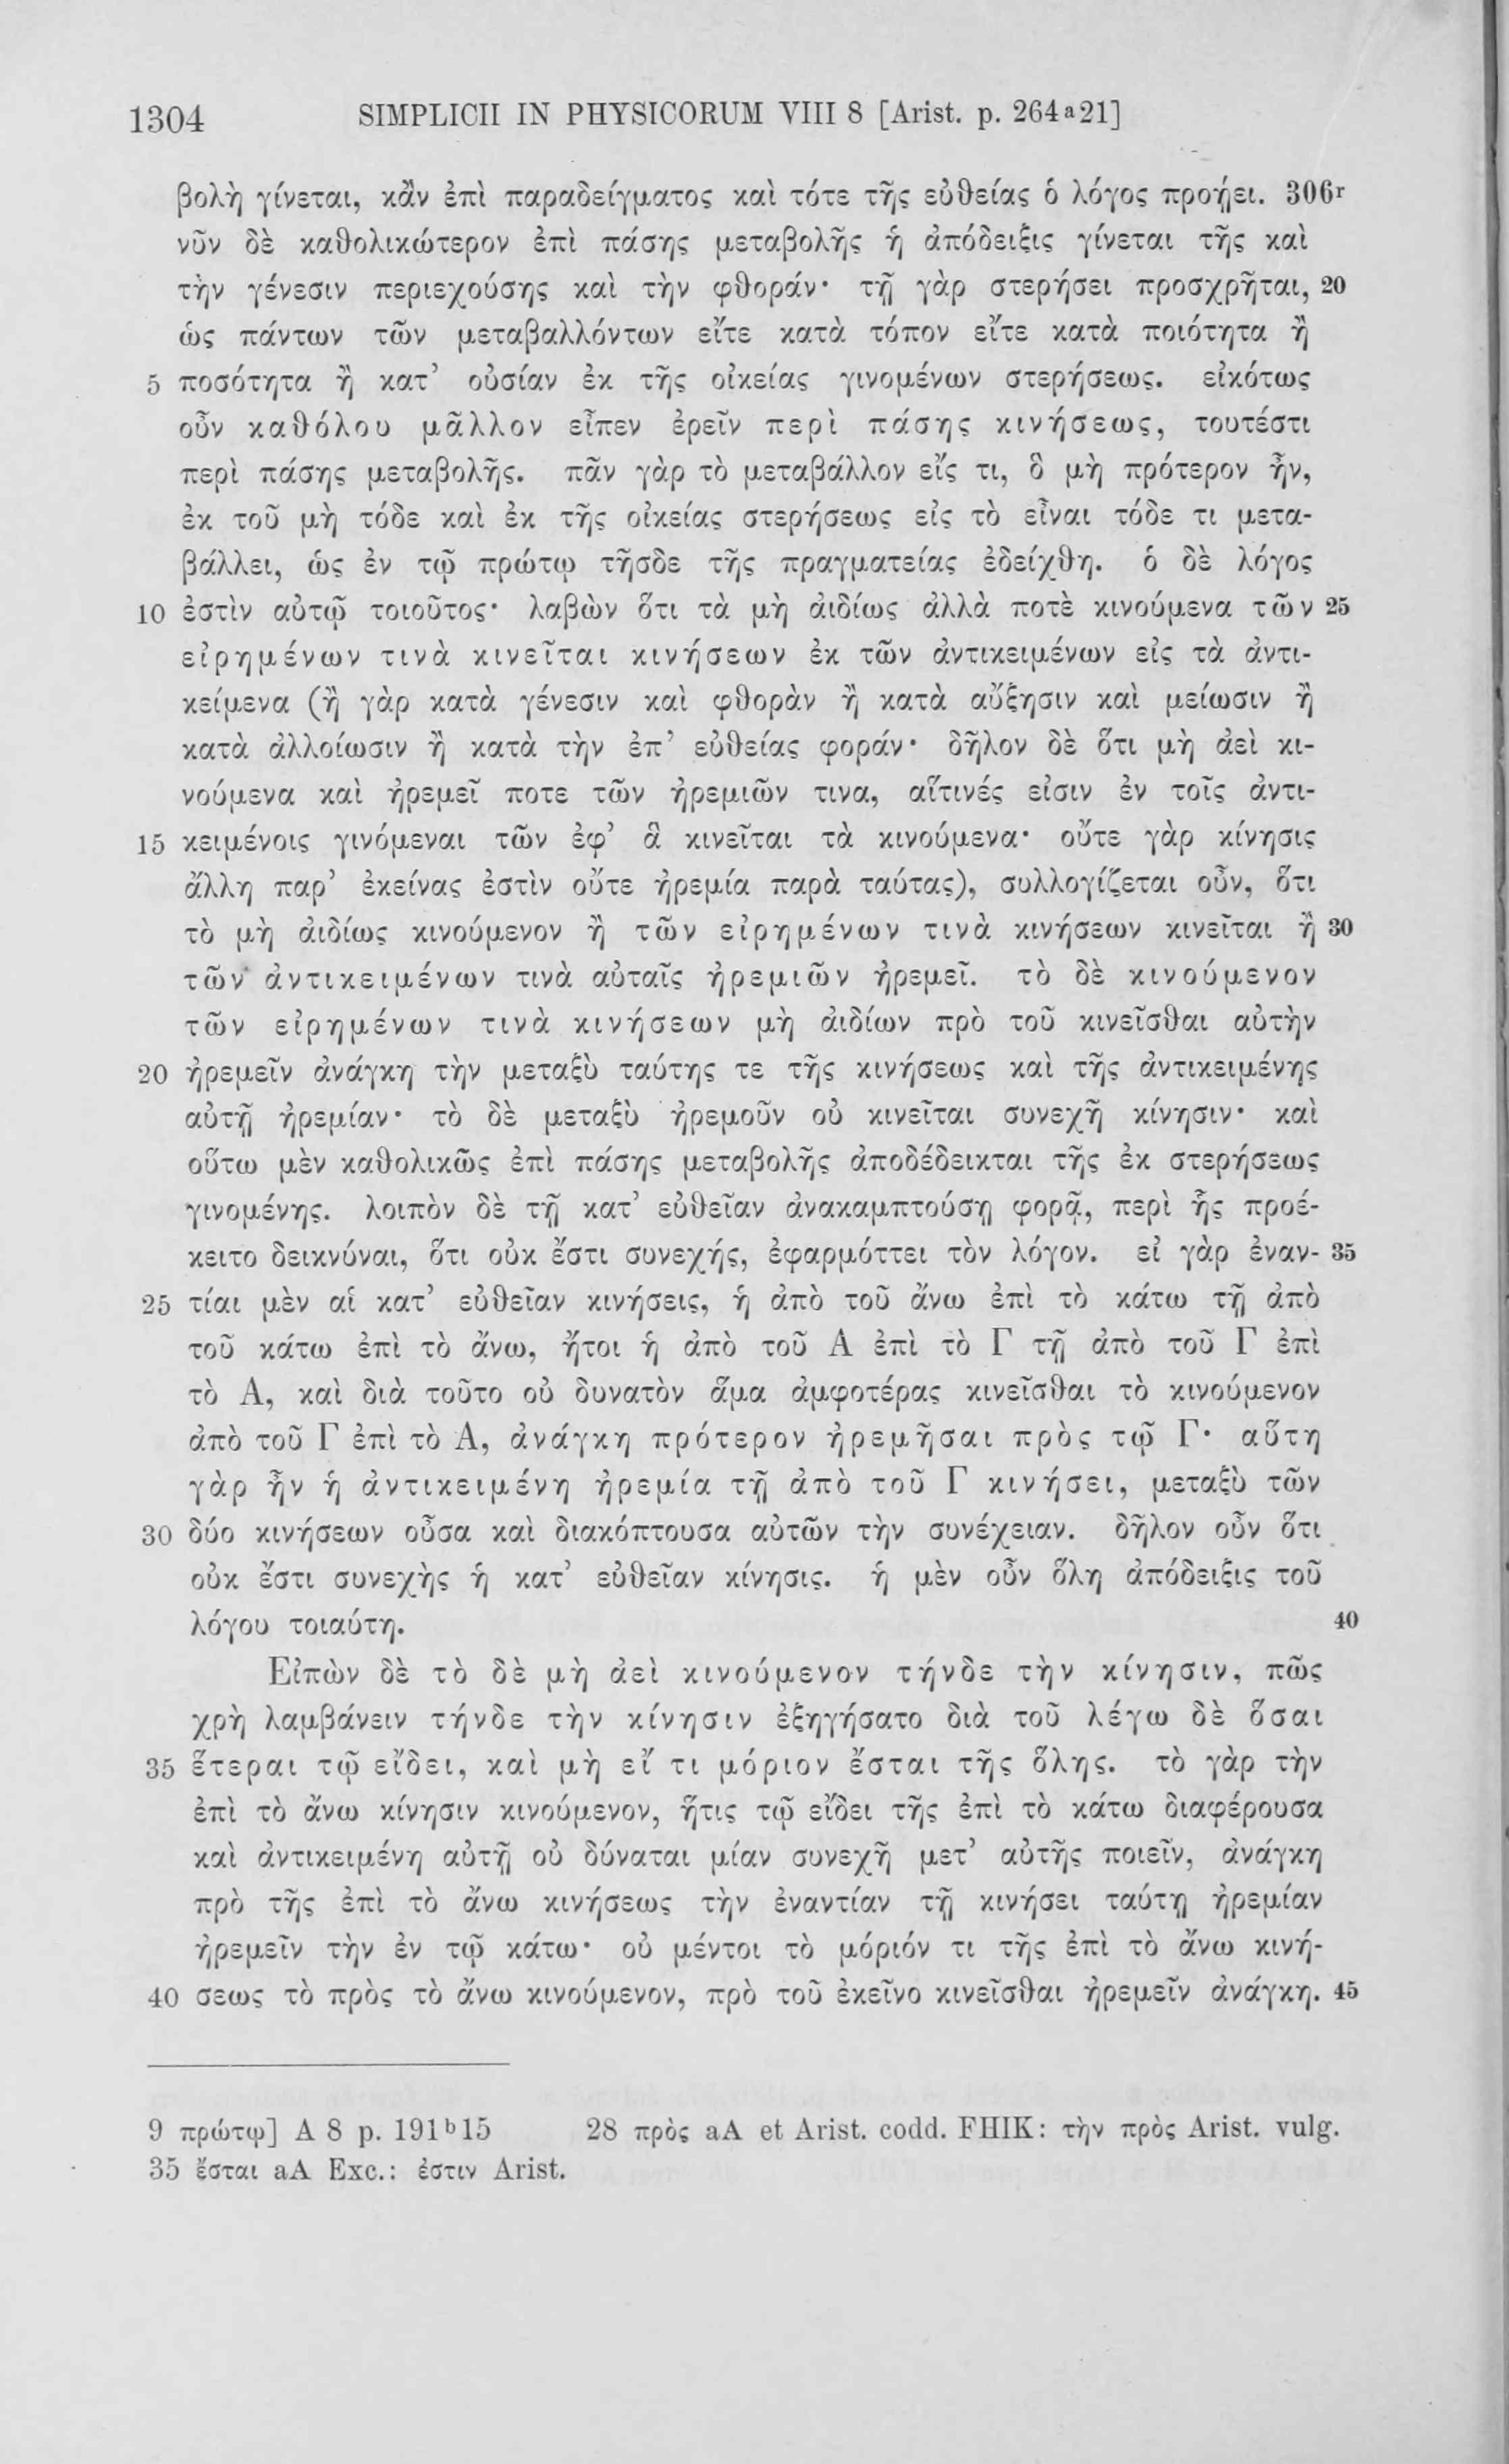 1304 SIMPLICII IN PHYSICORUM VIII 8 [Arist. p. 264a21]
βολὴ γίνεται, κἂν ἐπὶ παραδείγματος καὶ τότε τῆς εὐθείας ὁ λόγος προῄει. 306r
νῦν δὲ καθολικώτερον ἐπὶ πάσης μεταβολῆς ἡ ἀπόδειξις γίνεται τῆς καὶ
τὴν γένεσιν περιεχούσης καὶ τὴν φθοράν· τῇ γὰρ στερήσει προσχρῆται, 20
ὡς πάντων τῶν μεταβαλλόντων εἴτε κατὰ τόπον εἴτε κατὰ ποιότητα ἢ
5 ποσότητα ἢ κατ’ οὐσίαν ἐκ τῆς οἰκείας γινομένων στερήσεως. εἰκότως
οὖν καθόλου μᾶλλον εἶπεν ἐρεῖν περὶ πάσης κινήσεως, τουτέστι
περὶ πάσης μεταβολῆς. πᾶν γὰρ τὸ μεταβάλλον εἴς τι, ὃ μὴ πρότερον ἦν,
ἐκ τοῦ μὴ τόδε καὶ ἐκ τῆς οἰκείας στερήσεως εἰς τὸ εἶναι τόδε τι μετα-
βάλλει, ὡς ἐν τῷ πρώτῳ τῆσδε τῆς πραγματείας ἐδείχθη. ὁ δὲ λόγος
10 ἐστὶν αὐτῷ τοιοῦτος· λαβὼν ὅτι τὰ μὴ ἀιδίως ἀλλὰ ποτὲ κινούμενα τῶν 25
εἰρημένων τινὰ κινεῖται κινήσεων ἐκ τῶν ἀντικειμένων εἰς τὰ ἀντι-
κείμενα (ἢ γὰρ κατὰ γένεσιν καὶ φθορὰν ἢ κατὰ αὔξησιν καὶ μείωσιν ἢ
κατὰ ἀλλοίωσιν ἢ κατὰ τὴν ἐπ’ εὐθείας φοράν· δῆλον δὲ ὅτι μὴ ἀεὶ κι-
νούμενα καὶ ἠρεμεῖ ποτε τῶν ἠρεμιῶν τινα, αἵτινές εἰσιν ἐν τοῖς ἀντι-
15 κειμένοις γινόμεναι τῶν ἐφ’ ἃ κινεῖται τὰ κινούμενα· οὔτε γὰρ κίνησις
ἄλλη παρ’ ἐκείνας ἐστὶν οὔτε ἠρεμία παρὰ ταύτας), συλλογίζεται οὖν, ὅτι
τὸ μὴ ἀιδίως κινούμενον ἢ τῶν εἰρημένων τινὰ κινήσεων κινεῖται ἢ 30
τῶν ἀντικειμένων τινὰ αὐταῖς ἠρεμιῶν ἠρεμεῖ. τὸ δὲ κινούμενον
τῶν εἰρημένων τινὰ κινήσεων μὴ ἀιδίων πρὸ τοῦ κινεῖσθαι αὐτὴν
20 ἠρεμεῖν ἀνάγκη τὴν μεταξὺ ταύτης τε τῆς κινήσεως καὶ τῆς ἀντικειμένης
αὐτῇ ἠρεμίαν· τὸ δὲ μεταξὺ ἠρεμοῦν οὐ κινεῖται συνεχῆ κίνησιν· καὶ
οὕτω μὲν καθολικῶς ἐπὶ πάσης μεταβολῆς ἀποδέδεικται τῆς ἐκ στερήσεως
γινομένης. λοιπὸν δὲ τῇ κατ’ εὐθεῖαν ἀνακαμπτούσῃ φορᾷ, περὶ ἧς προέ-
κειτο δεικνύναι, ὅτι οὐκ ἔστι συνεχής, ἐφαρμόττει τὸν λόγον. εἰ γὰρ ἐναν- 35
25 τίαι μὲν αἱ κατ’ εὐθεῖαν κινήσεις, ἡ ἀπὸ τοῦ ἄνω ἐπὶ τὸ κάτω τῇ ἀπὸ
τοῦ κάτω ἐπὶ τὸ ἄνω, ἤτοι ἡ ἀπὸ τοῦ Α ἐπὶ τὸ Γ τῇ ἀπὸ τοῦ Γ ἐπὶ
τὸ Α, καὶ διὰ τοῦτο οὐ δυνατὸν ἅμα ἀμφοτέρας κινεῖσθαι τὸ κινούμενον
ἀπὸ τοῦ Γ ἐπὶ τὸ Α, ἀνάγκη πρότερον ἠρεμῆσαι πρὸς τῷ Γ· αὕτη
γὰρ ἦν ἡ ἀντικειμένη ἠρεμία τῇ ἀπὸ τοῦ Γ κινήσει, μεταξὺ τῶν
30 δύο κινήσεων οὖσα καὶ διακόπτουσα αὐτῶν τὴν συνέχειαν. δῆλον οὖν ὅτι
οὐκ ἔστι συνεχὴς ἡ κατ’ εὐθεῖαν κίνησις. ἡ μὲν οὖν ὅλη ἀπόδειξις τοῦ
λόγου τοιαύτη. 40
Εἰπὼν δὲ τὸ δὲ μὴ ἀεὶ κινούμενον τήνδε τὴν κίνησιν, πῶς
χρὴ λαμβάνειν τήνδε τὴν κίνησιν ἐξηγήσατο διὰ τοῦ λέγω δὲ ὅσαι
35 ἕτεραι τῷ εἴδει, καὶ μὴ εἴ τι μόριον ἔσται τῆς ὅλης. τὸ γὰρ τὴν
ἐπὶ τὸ ἄνω κίνησιν κινούμενον, ἥτις τῷ εἴδει τῆς ἐπὶ τὸ κάτω διαφέρουσα
καὶ ἀντικειμένη αὐτῇ οὐ δύναται μίαν συνεχῆ μετ’ αὐτῆς ποιεῖν, ἀνάγκη
πρὸ τῆς ἐπὶ τὸ ἄνω κινήσεως τὴν ἐναντίαν τῇ κινήσει ταύτῃ ἠρεμίαν
ἠρεμεῖν τὴν ἐν τῷ κάτω· οὐ μέντοι τὸ μόριόν τι τῆς ἐπὶ τὸ ἄνω κινή-
40 σεως τὸ πρὸς τὸ ἄνω κινούμενον, πρὸ τοῦ ἐκεῖνο κινεῖσθαι ἠρεμεῖν ἀνάγκη. 45
9 πρώτῳ] Α 8 p. 191b15 28 πρὸς aA et Arist. codd. FHIK: τὴν πρὸς Arist. vulg.
35 ἔσται aA Exc.: ἐστιν Arist.